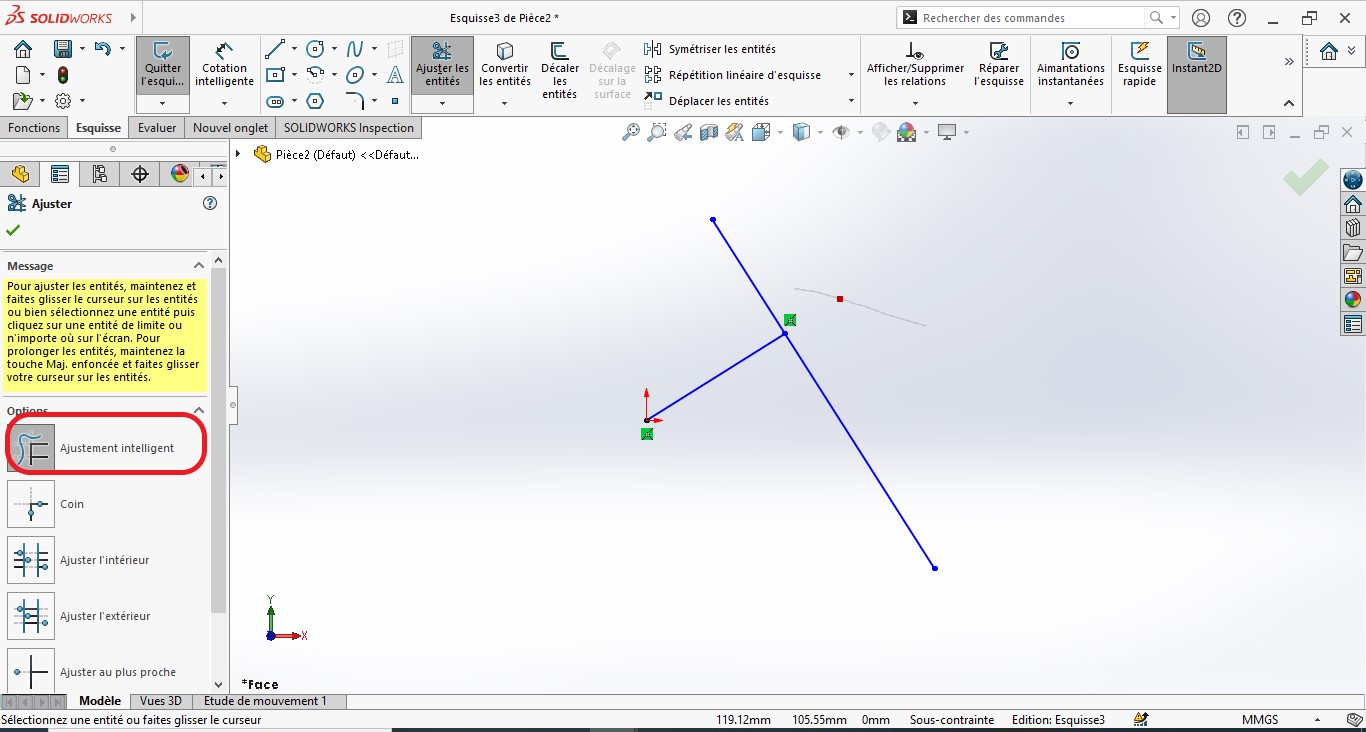 SOLIDWORKS
Esquisse3 de Pièce2 *
Rechercher des commandes
Quitter l'esqui...
Cotation intelligente
Ajuster les entités
Convertir les entités
Décaler les entités
Décalage sur la surface
Symétriser les entités
Répétition linéaire d'esquisse
Déplacer les entités
Afficher/Supprimer les relations
Réparer l'esquisse
Aimantations instantanées
Esquisse rapide
Instant2D
Fonctions
Esquisse
Evaluer
Nouvel onglet
SOLIDWORKS Inspection
Pièce2 (Défaut) <<Défaut...
Ajuster
Message
Pour ajuster les entités, maintenez et
faites glisser le curseur sur les entités
ou bien sélectionnez une entité puis
cliquez sur une entité de limite ou
n'importe où sur l'écran. Pour
prolonger les entités, maintenez la
touche Maj. enfoncée et faites glisser
votre curseur sur les entités.
Options
Ajustement intelligent
Coin
Ajuster l'intérieur
Ajuster l'extérieur
Ajuster au plus proche
Y
X
*Face
Modèle
Vues 3D
Etude de mouvement 1
Sélectionnez une entité ou faites glisser le curseur
119.12mm
105.55mm
0mm
Sous-contrainte
Edition: Esquisse3
MMGS